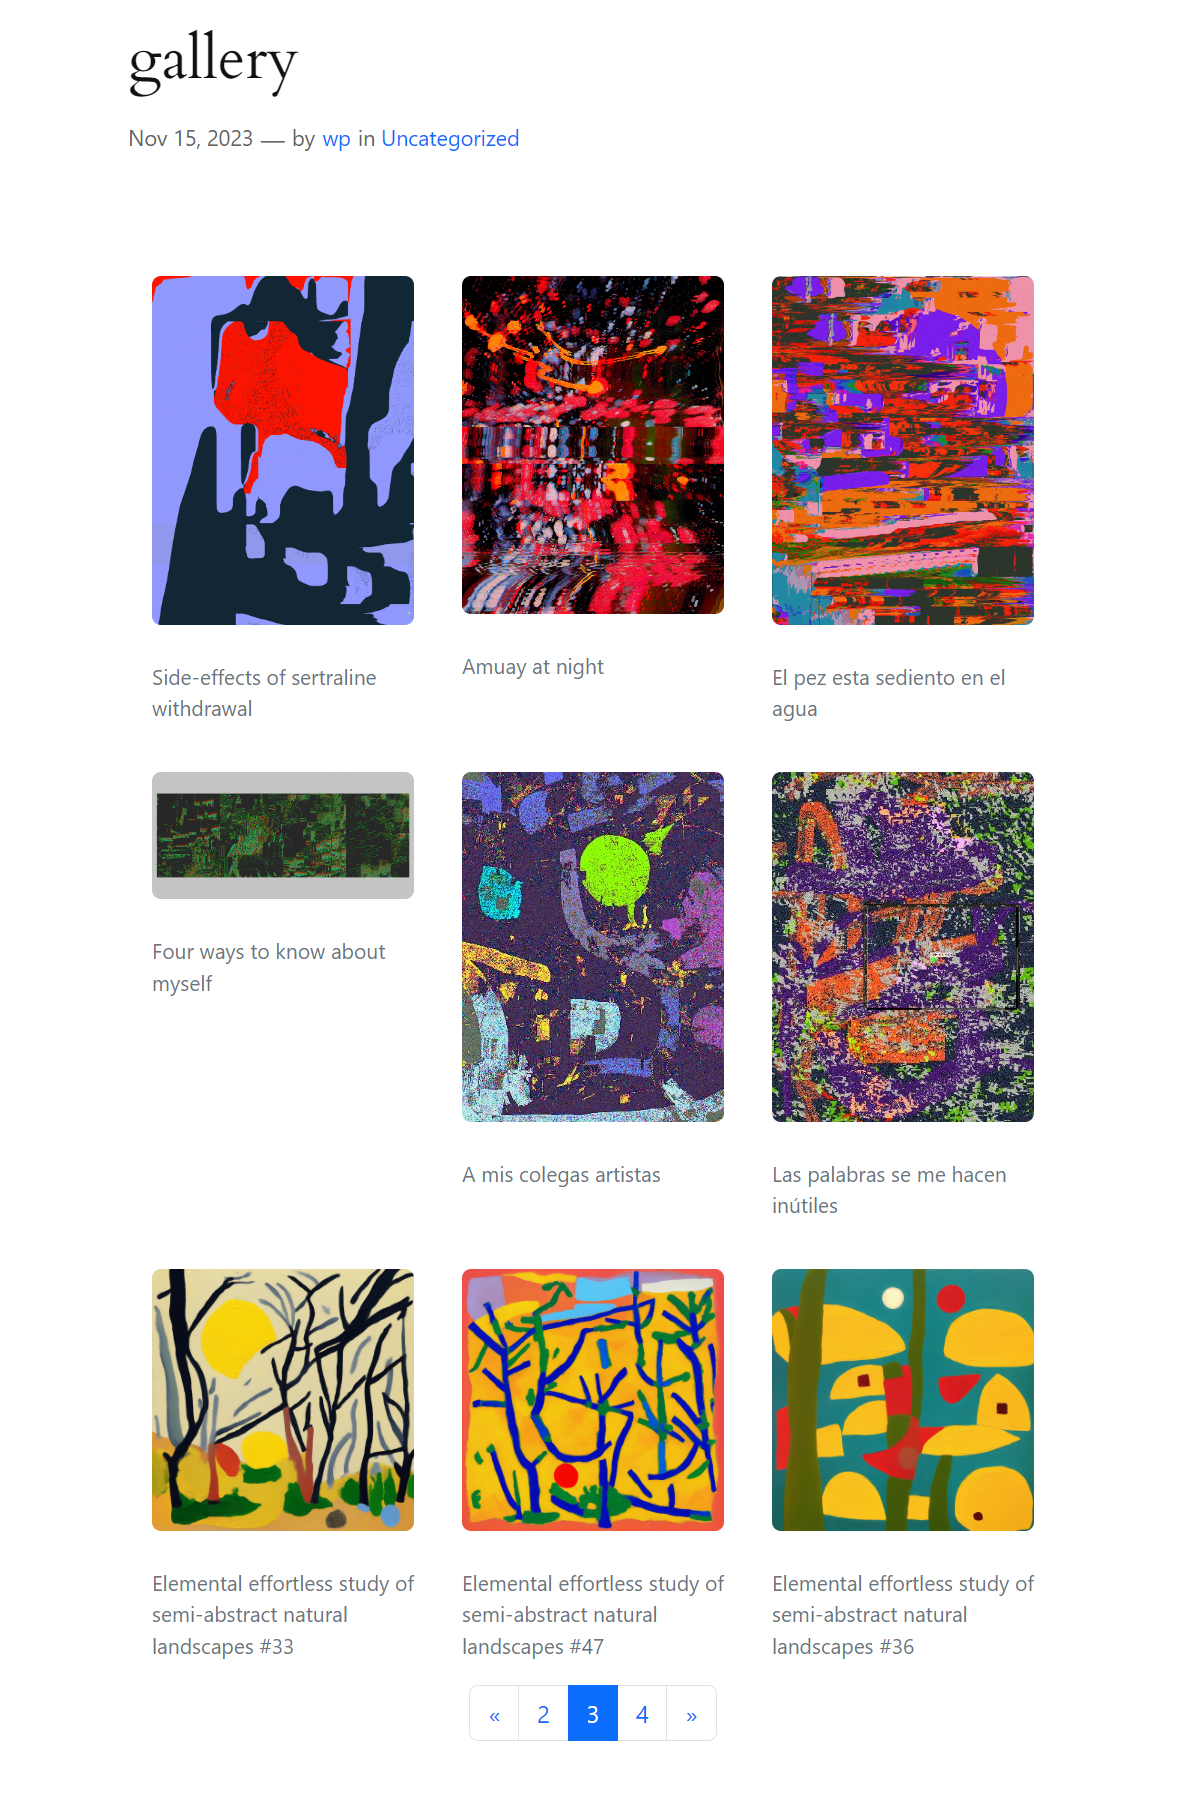 gallery
Nov 15, 2023 — by wp in Uncategorized
Side-effects of sertraline
withdrawal
Amuay at night
El pez esta sediento en el
agua
Four ways to know about
myself
A mis colegas artistas
Las palabras se me hacen
inútiles
Elemental effortless study of
semi-abstract natural
landscapes #33
Elemental effortless study of
semi-abstract natural
landscapes #47
Elemental effortless study of
semi-abstract natural
landscapes #36
« 2 3 4 »